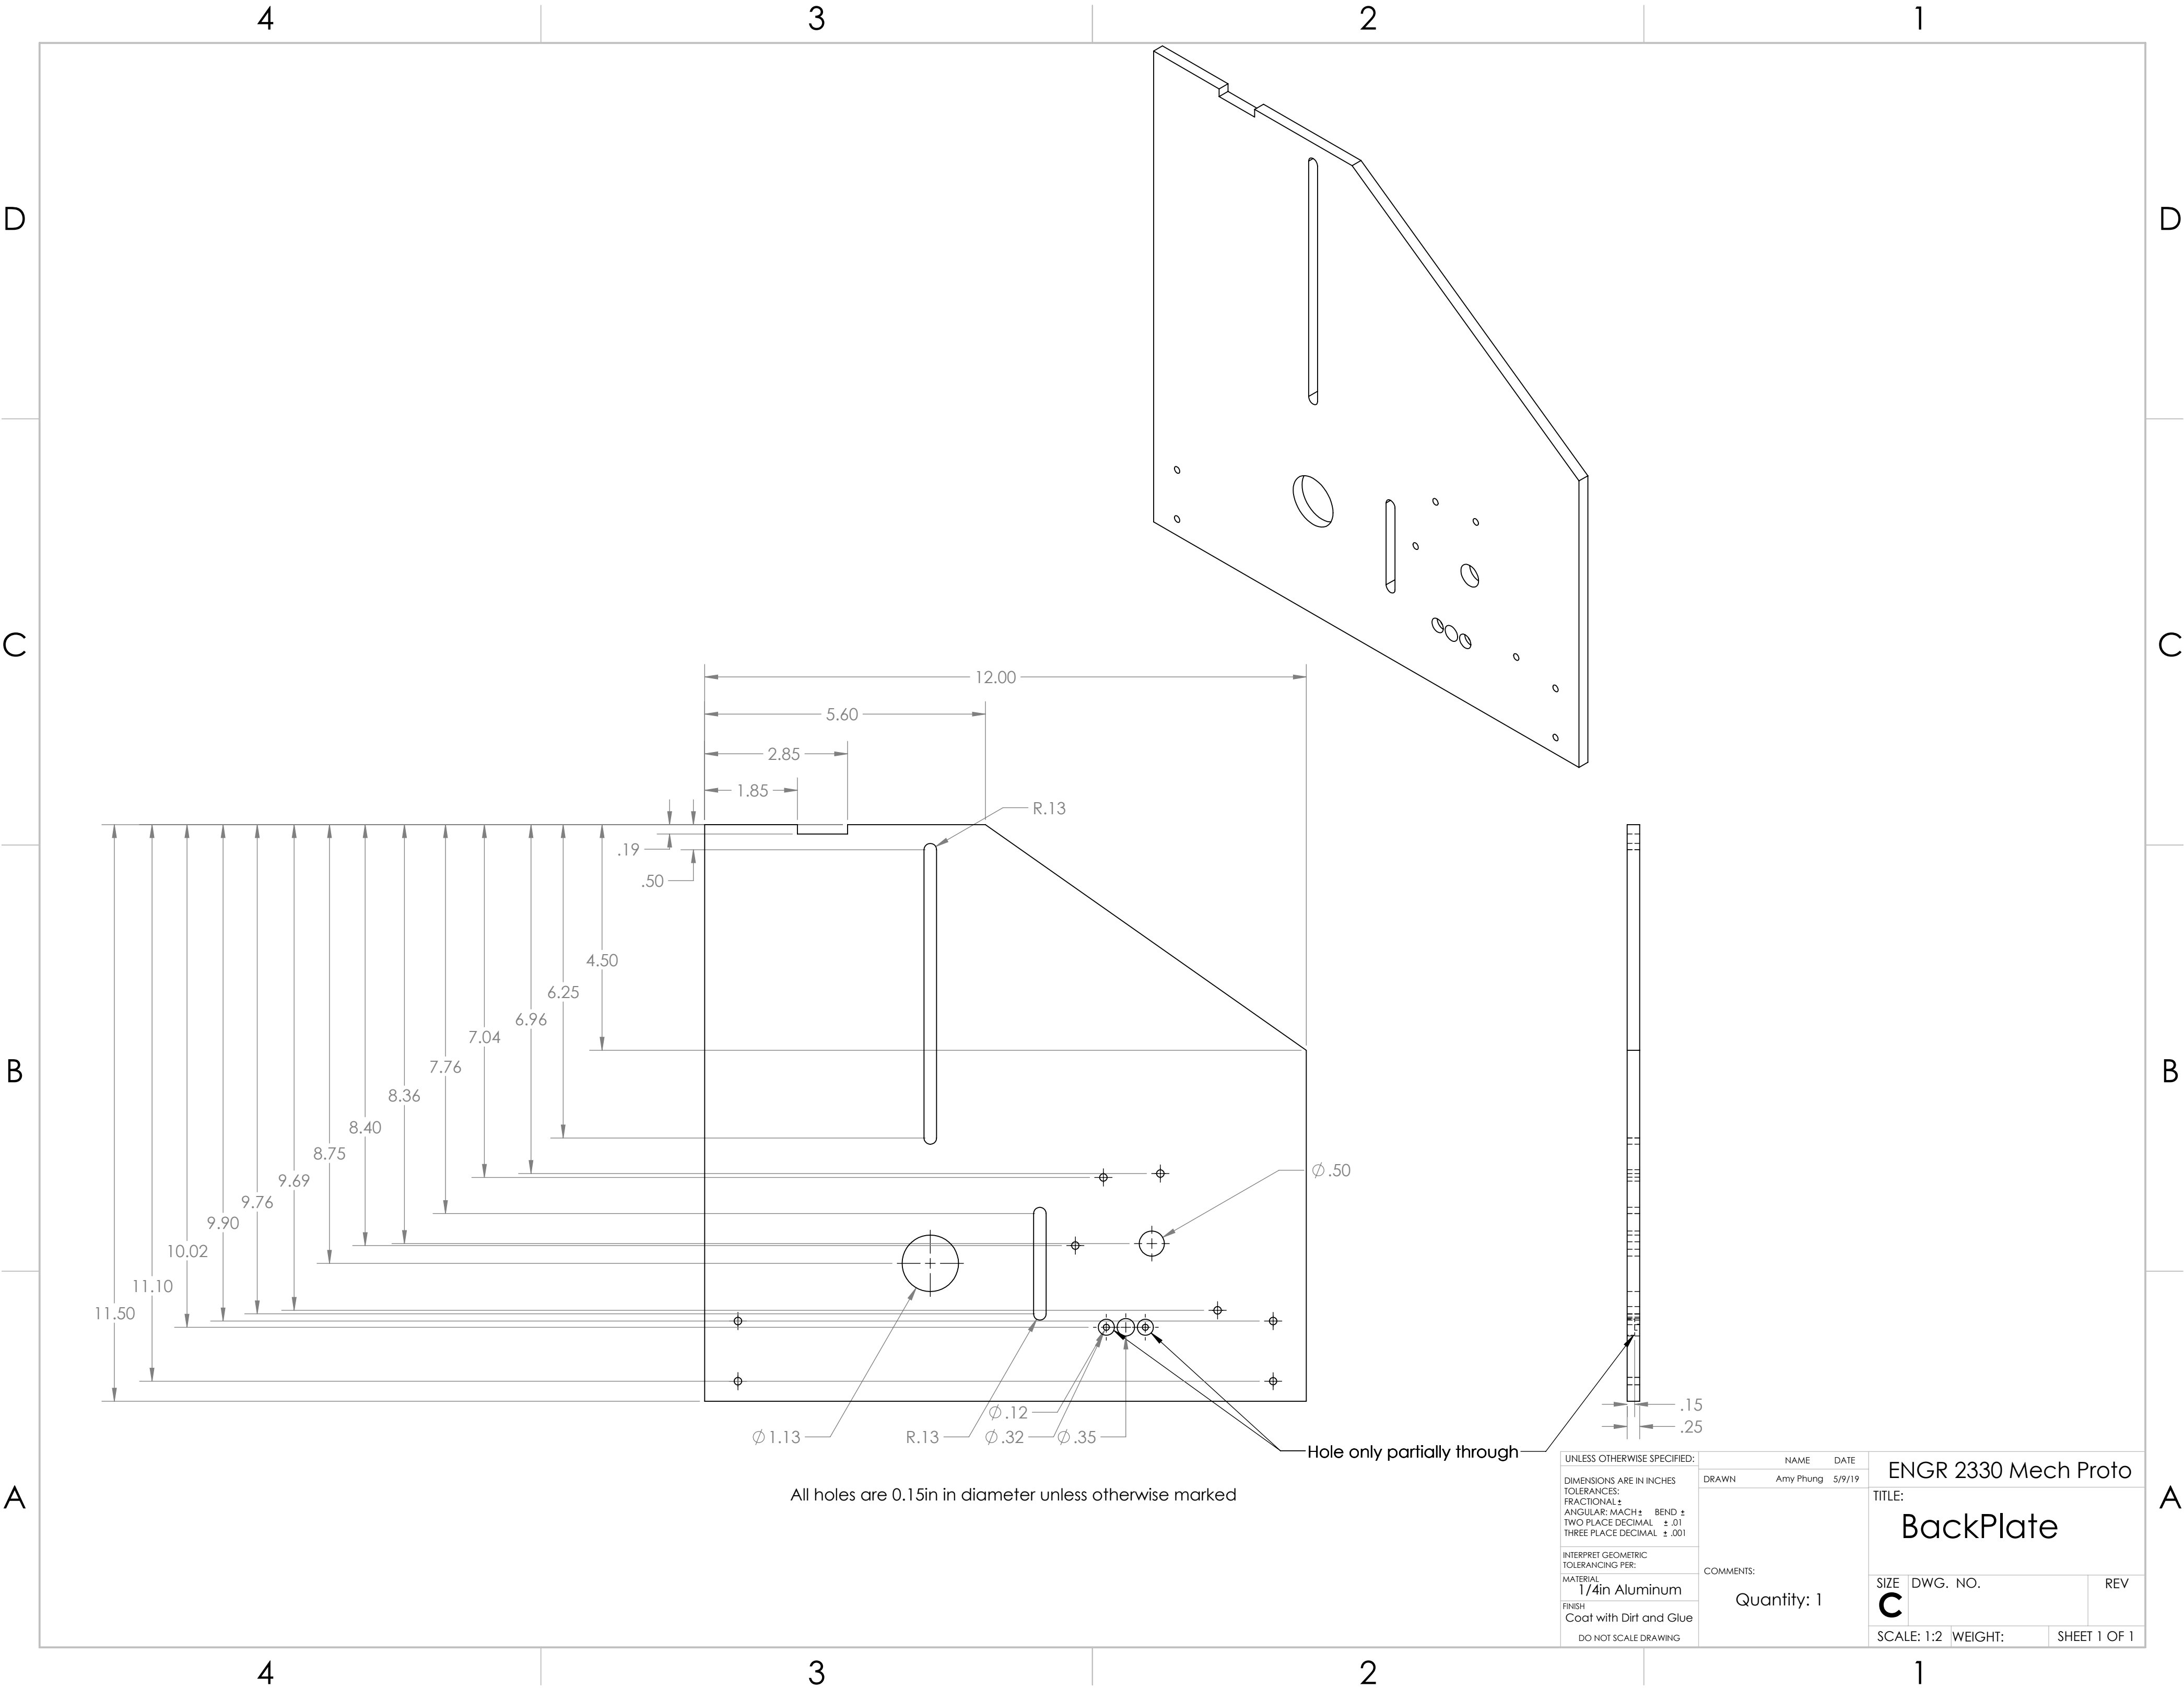 4 3 2 1
D D
C C
B B
A A
12.00
5.60
2.85
1.85
R.13
.19
.50
4.50
6.25
6.96
7.04
7.76
8.36
8.40
8.75
9.69
9.76
9.90
10.02
11.10
11.50
∅.50
∅1.13
R.13
∅.12
∅.32
∅.35
.15
.25
Hole only partially through
All holes are 0.15in in diameter unless otherwise marked
UNLESS OTHERWISE SPECIFIED:
DIMENSIONS ARE IN INCHES
TOLERANCES:
FRACTIONAL±
ANGULAR: MACH± BEND ±
TWO PLACE DECIMAL ± .01
THREE PLACE DECIMAL ± .001
INTERPRET GEOMETRIC
TOLERANCING PER:
MATERIAL
1/4in Aluminum
FINISH
Coat with Dirt and Glue
DO NOT SCALE DRAWING
NAME DATE
DRAWN Amy Phung 5/9/19
COMMENTS:
Quantity: 1
ENGR 2330 Mech Proto
TITLE:
BackPlate
SIZE DWG. NO. REV
C
SCALE: 1:2 WEIGHT: SHEET 1 OF 1
4 3 2 1